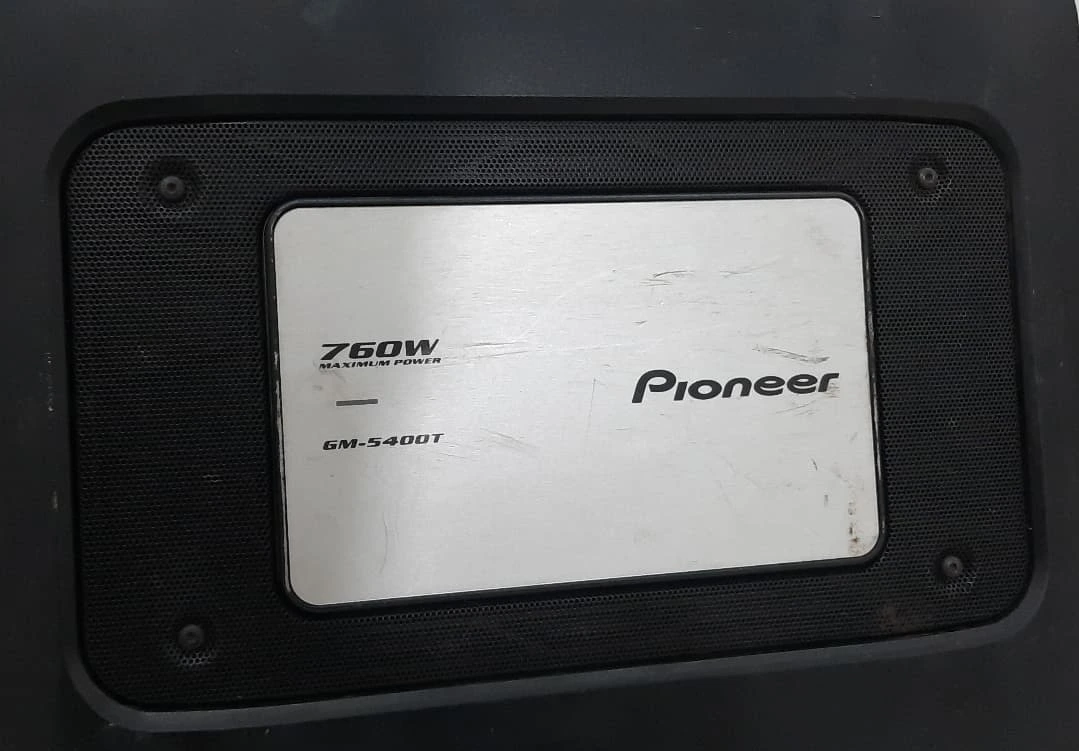 760W
MAXIMUM POWER
GM-5400T
Pioneer